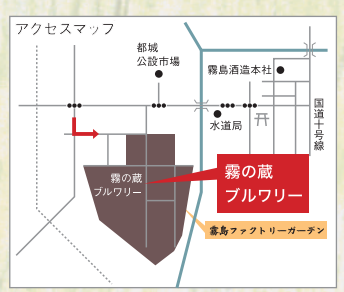 アクセスマップ
都城
公設市場
霧島酒造本社
水道局
国道十号線
霧の蔵
ブルワリー
霧の蔵
ブルワリー
霧島ファクトリーガーデン